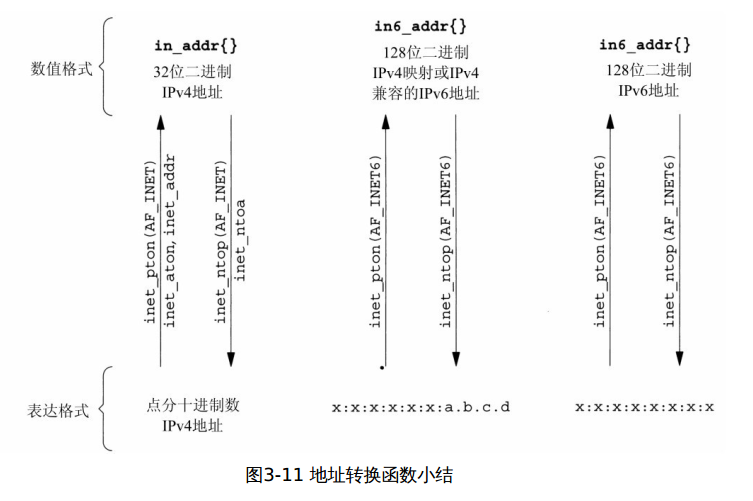 in_addr{}
in6_addr{}
in6_addr{}
数值格式
32位二进制
IPv4地址
128位二进制
IPv4映射或IPv4
兼容的IPv6地址
128位二进制
IPv6地址
inet_pton(AF_INET)
inet_aton,inet_addr
inet_ntop(AF_INET)
inet_ntoa
inet_pton(AF_INET6)
inet_ntop(AF_INET6)
inet_pton(AF_INET6)
inet_ntop(AF_INET6)
表达格式
点分十进制数
IPv4地址
x:x:x:x:x:x:a.b.c.d
x:x:x:x:x:x:x:x
图3-11 地址转换函数小结